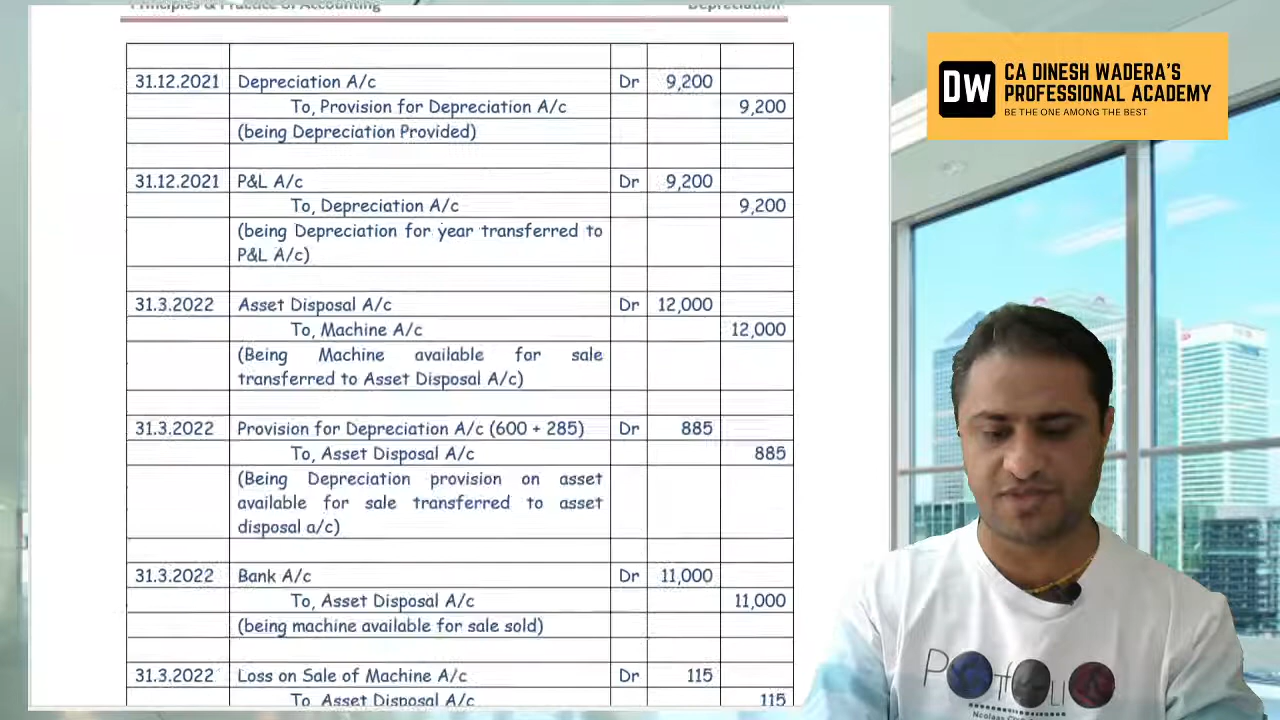 Principles & Practice of Accounting Depreciation
31.12.2021 Depreciation A/c Dr 9,200
To, Provision for Depreciation A/c 9,200
(being Depreciation Provided)
31.12.2021 P&L A/c Dr 9,200
To, Depreciation A/c 9,200
(being Depreciation for year transferred to
P&L A/c)
31.3.2022 Asset Disposal A/c Dr 12,000
To, Machine A/c 12,000
(Being Machine available for sale
transferred to Asset Disposal A/c)
31.3.2022 Provision for Depreciation A/c (600 + 285) Dr 885
To, Asset Disposal A/c 885
(Being Depreciation provision on asset
available for sale transferred to asset
disposal a/c)
31.3.2022 Bank A/c Dr 11,000
To, Asset Disposal A/c 11,000
(being machine available for sale sold)
31.3.2022 Loss on Sale of Machine A/c Dr 115
To Asset Disposal A/c 115
DW
CA DINESH WADERA'S
PROFESSIONAL ACADEMY
BE THE ONE AMONG THE BEST